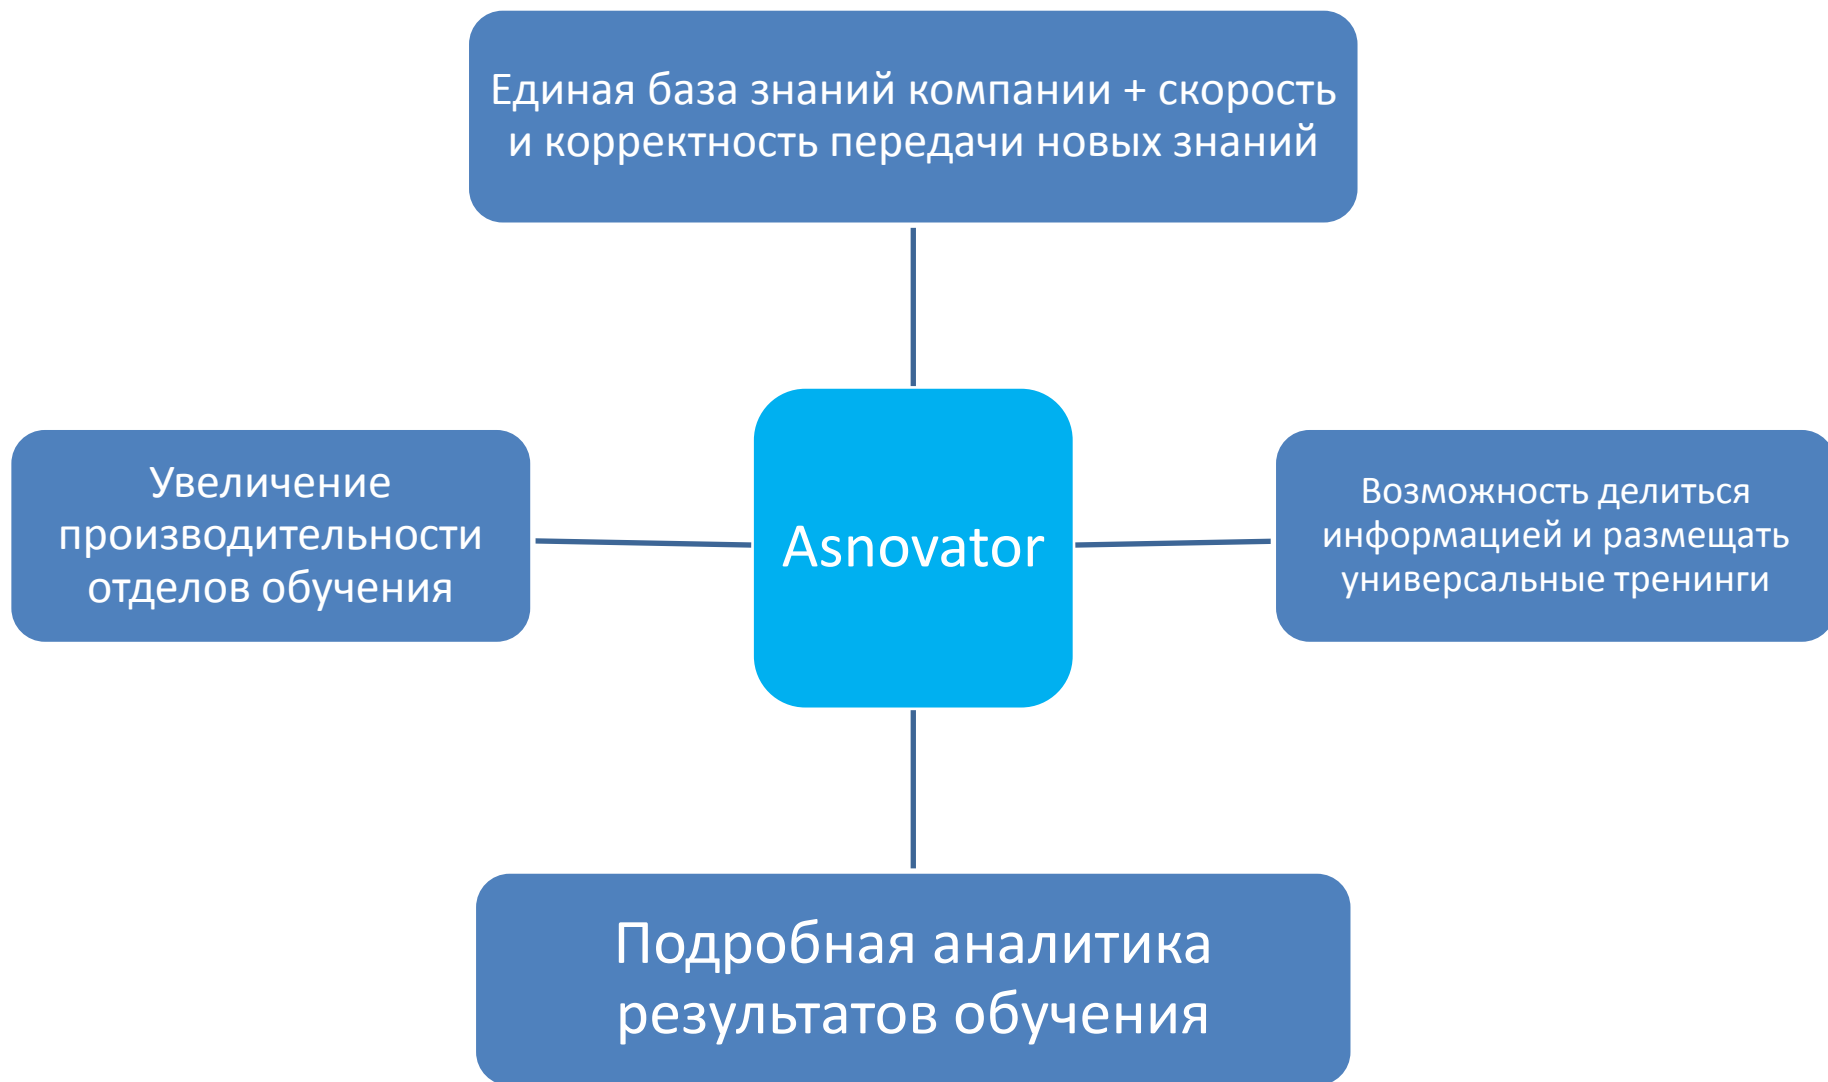 Единая база знаний компании + скорость
и корректность передачи новых знаний
Увеличение
производительности
отделов обучения
Asnovator
Возможность делиться
информацией и размещать
универсальные тренинги
Подробная аналитика
результатов обучения